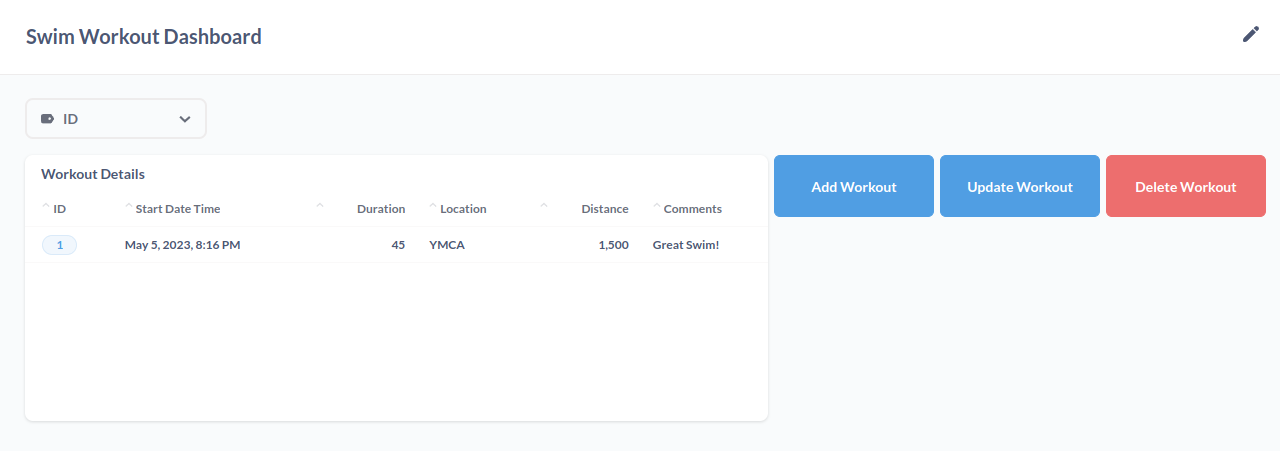 Swim Workout Dashboard
ID
Workout Details
Add Workout Update Workout Delete Workout
ID Start Date Time Duration Location Distance Comments
1 May 5, 2023, 8:16 PM 45 YMCA 1,500 Great Swim!